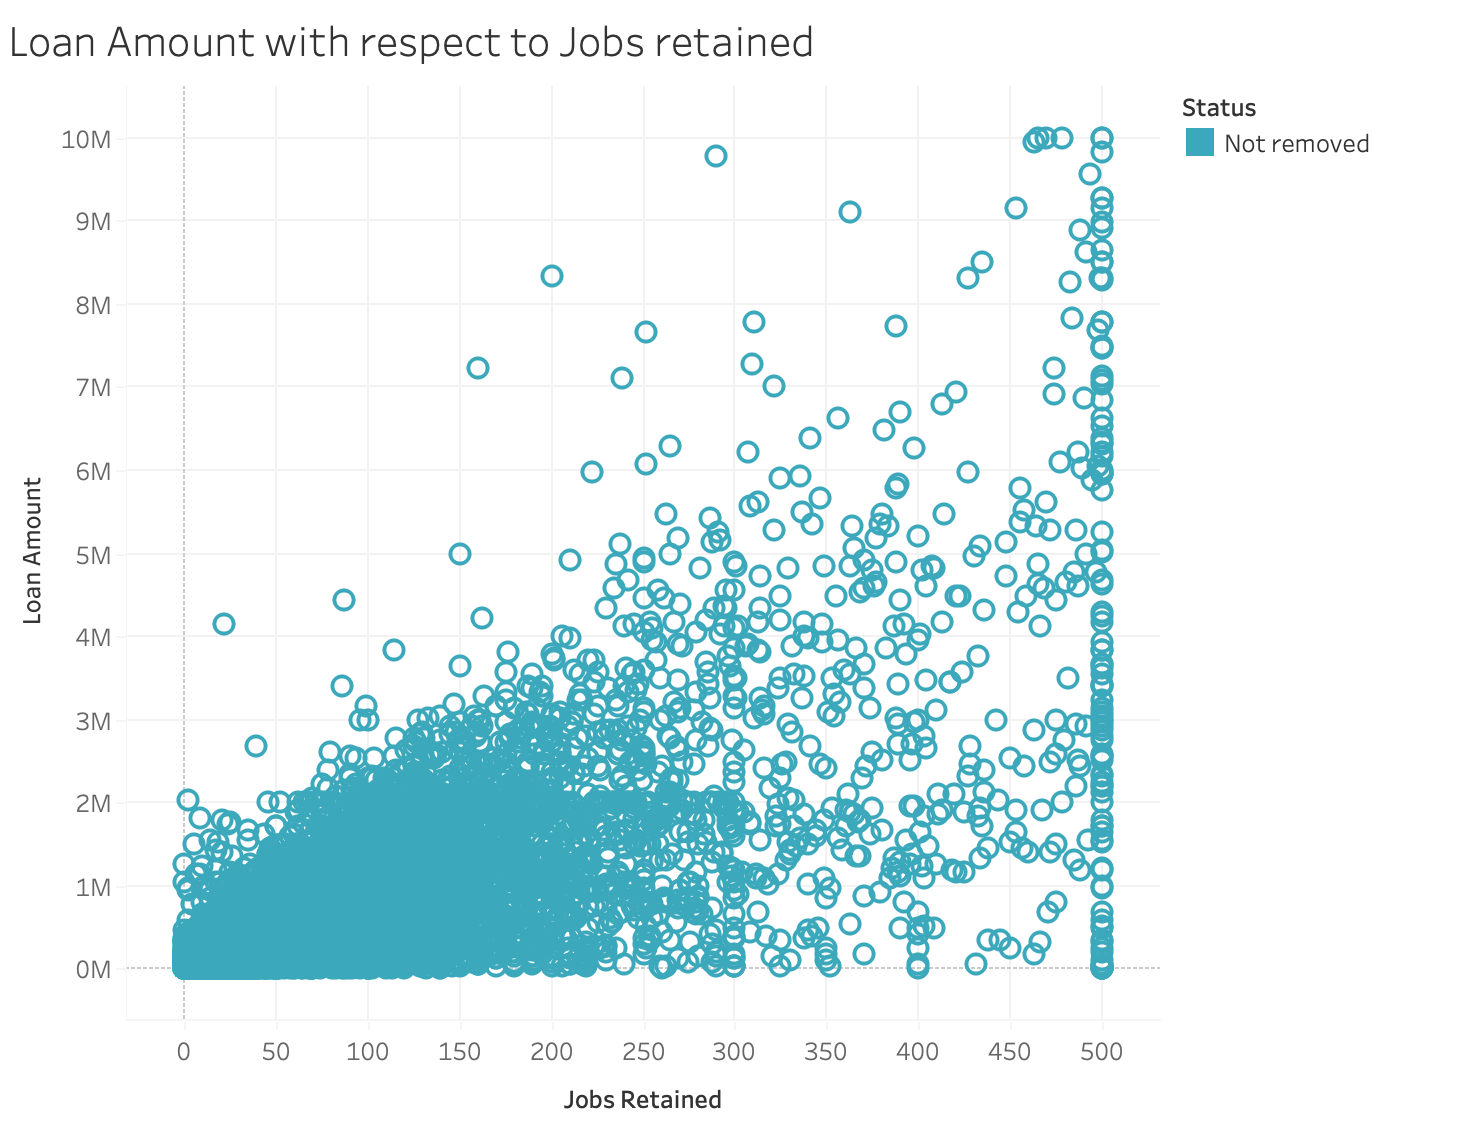 Loan Amount with respect to Jobs retained
Status
Not removed
10M
9M
8M
7M
6M
5M
4M
3M
2M
1M
0M
Loan Amount
0 50 100 150 200 250 300 350 400 450 500
Jobs Retained